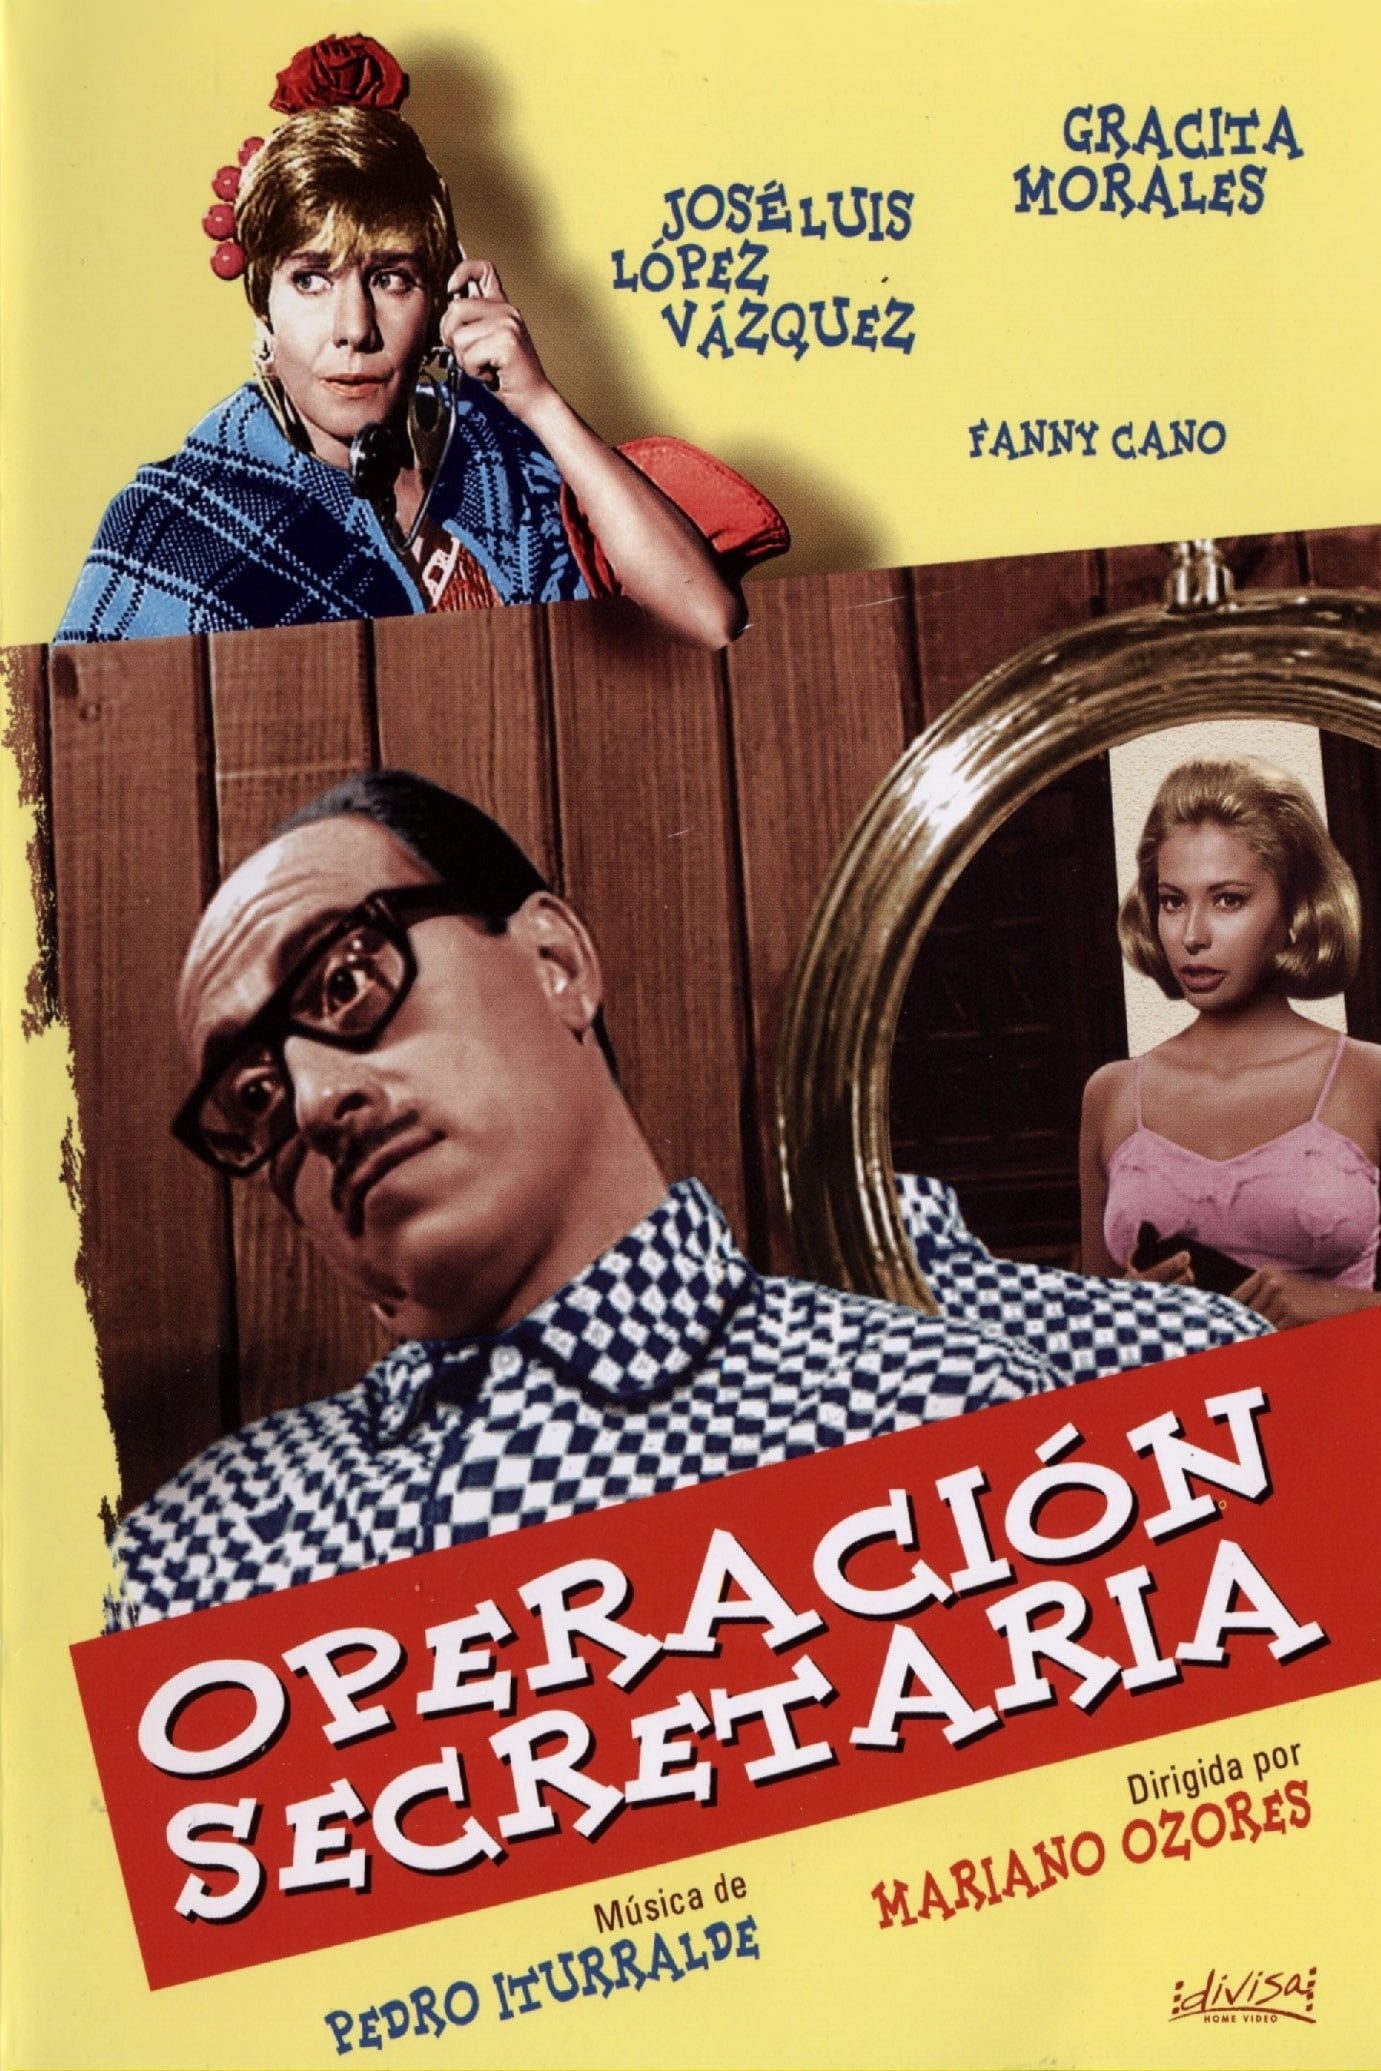 GRACITA
MORALES
JOSÉ LUIS
LÓPEZ
VÁZQUEZ
FANNY CANO
OPERACIÓN
SECRETARIA
Dirigida por
MARIANO OZORES
Música de
PEDRO ITURRALDE
divisa
HOME VIDEO